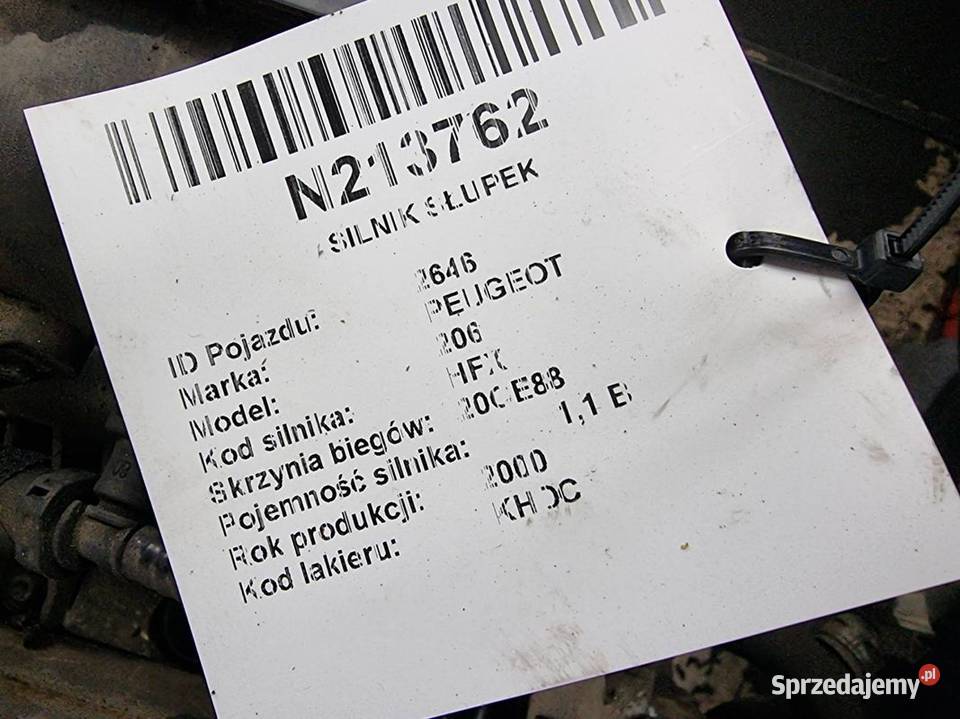 N213762
SILNIK SŁUPEK
ID Pojazdu: 2646
Marka: PEUGEOT
Model: 206
Kod silnika: HFX
Skrzynia biegów: 20CE88
Pojemność silnika: 1,1 B
Rok produkcji: 2000
Kod lakieru:
Sprzedajemy.pl